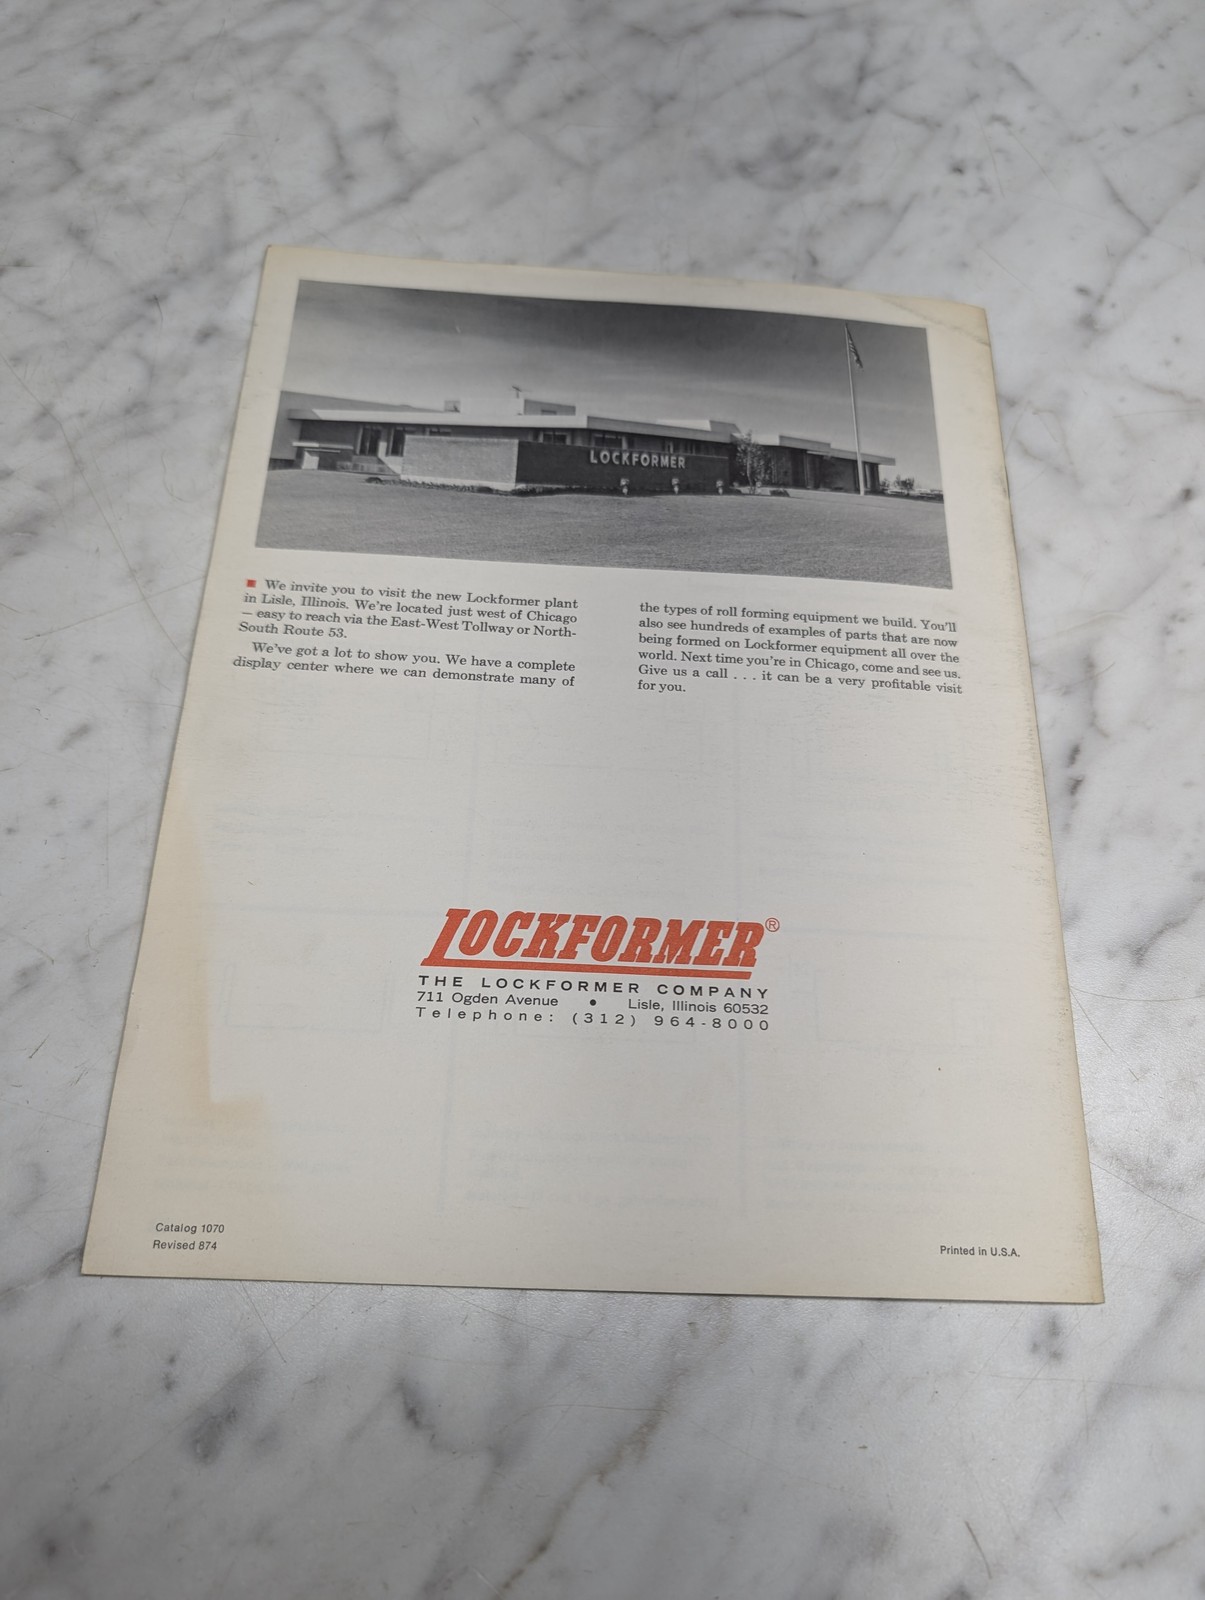 LOCKFORMER
■ We invite you to visit the new Lockformer plant
in Lisle, Illinois. We're located just west of Chicago
— easy to reach via the East-West Tollway or North-
South Route 53.
We've got a lot to show you. We have a complete
display center where we can demonstrate many of
the types of roll forming equipment we build. You'll
also see hundreds of examples of parts that are now
being formed on Lockformer equipment all over the
world. Next time you're in Chicago, come and see us.
Give us a call . . . it can be a very profitable visit
for you.
LOCKFORMER®
THE LOCKFORMER COMPANY
711 Ogden Avenue • Lisle, Illinois 60532
Telephone: (312) 964-8000
Catalog 1070
Revised 874
Printed in U.S.A.